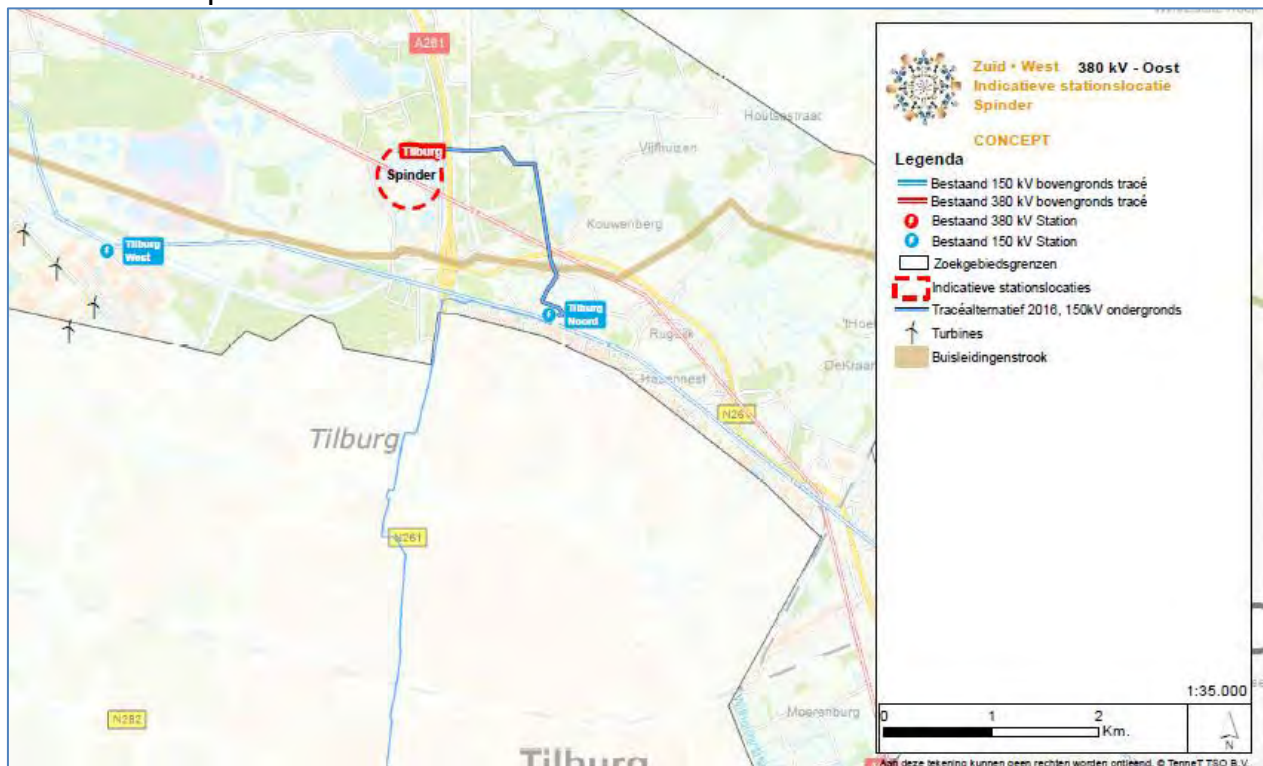 A261
Houtsestraat
Vijfhuizen
Tilburg
Spinder
Kouwenberg
Tilburg
West
Tilburg
Noord
Rugdijk
Hasennest
N261
Tilburg
N261
N282
Moerenburg
Tilburg
Zuid • West 380 kV - Oost
Indicatieve stationslocatie
Spinder
CONCEPT
Legenda
Bestaand 150 kV bovengronds tracé
Bestaand 380 kV bovengronds tracé
Bestaand 380 kV Station
Bestaand 150 kV Station
Zoekgebiedsgrenzen
Indicatieve stationslocaties
Tracéalternatief 2016, 150kV ondergronds
Turbines
Buisleidingenstrook
1:35.000
0 1 2
Km.
N
Aan deze tekening kunnen geen rechten worden ontleend. © TenneT TSO B.V.